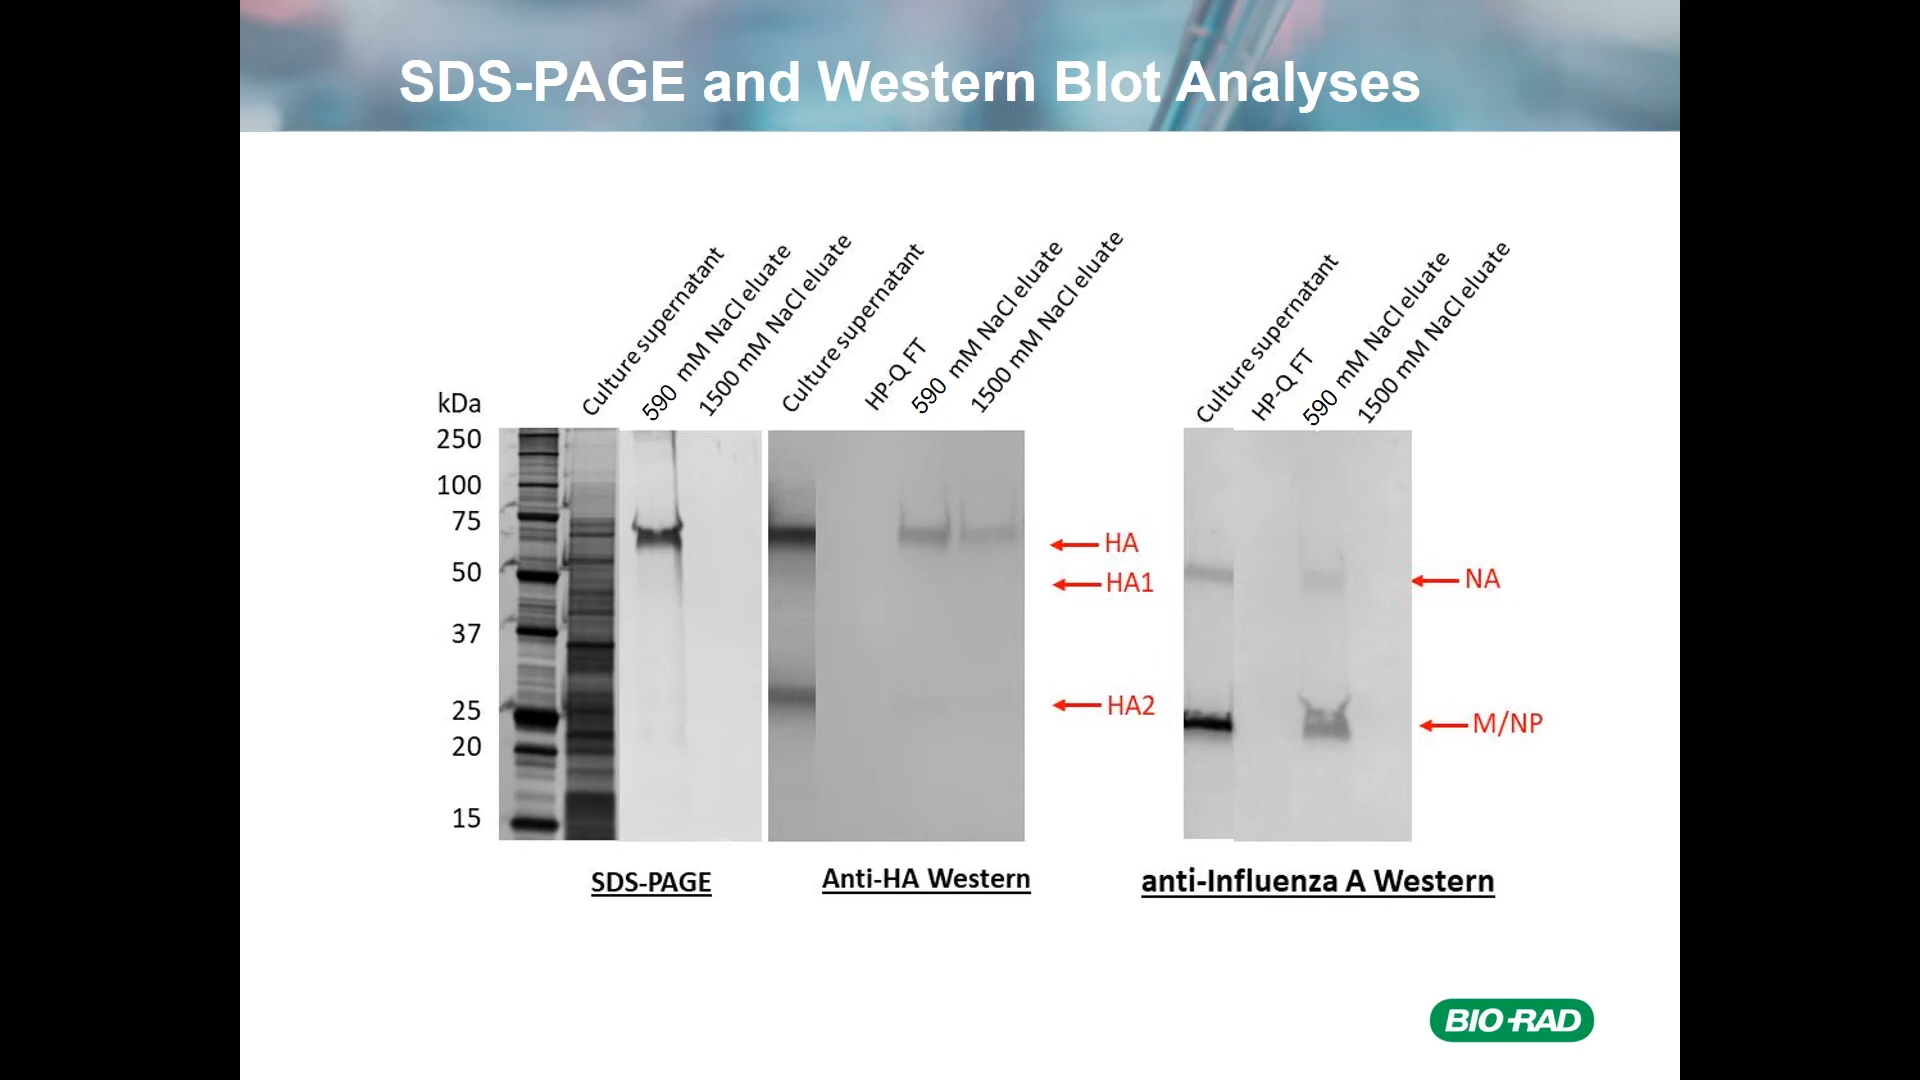 SDS-PAGE and Western Blot Analyses
Culture supernatant
590 mM NaCl eluate
1500 mM NaCl eluate
Culture supernatant
HP-Q FT
590 mM NaCl eluate
1500 mM NaCl eluate
Culture supernatant
HP-Q FT
590 mM NaCl eluate
1500 mM NaCl eluate
kDa
250
100
75
50
37
25
20
15
HA
HA1
HA2
NA
M/NP
SDS-PAGE
Anti-HA Western
anti-Influenza A Western
BIO-RAD